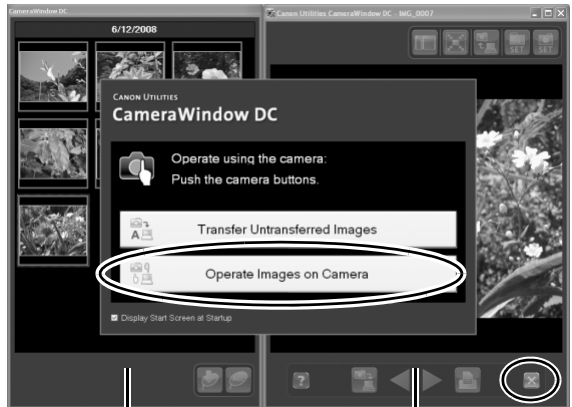 CameraWindow DC
Canon Utilities CameraWindow DC - IMG_0007
6/12/2008
SET
SET
CANON UTILITIES
CameraWindow DC
Operate using the camera:
Push the camera buttons.
A
Transfer Untransferred Images
Operate Images on Camera
Display Start Screen at Startup
?